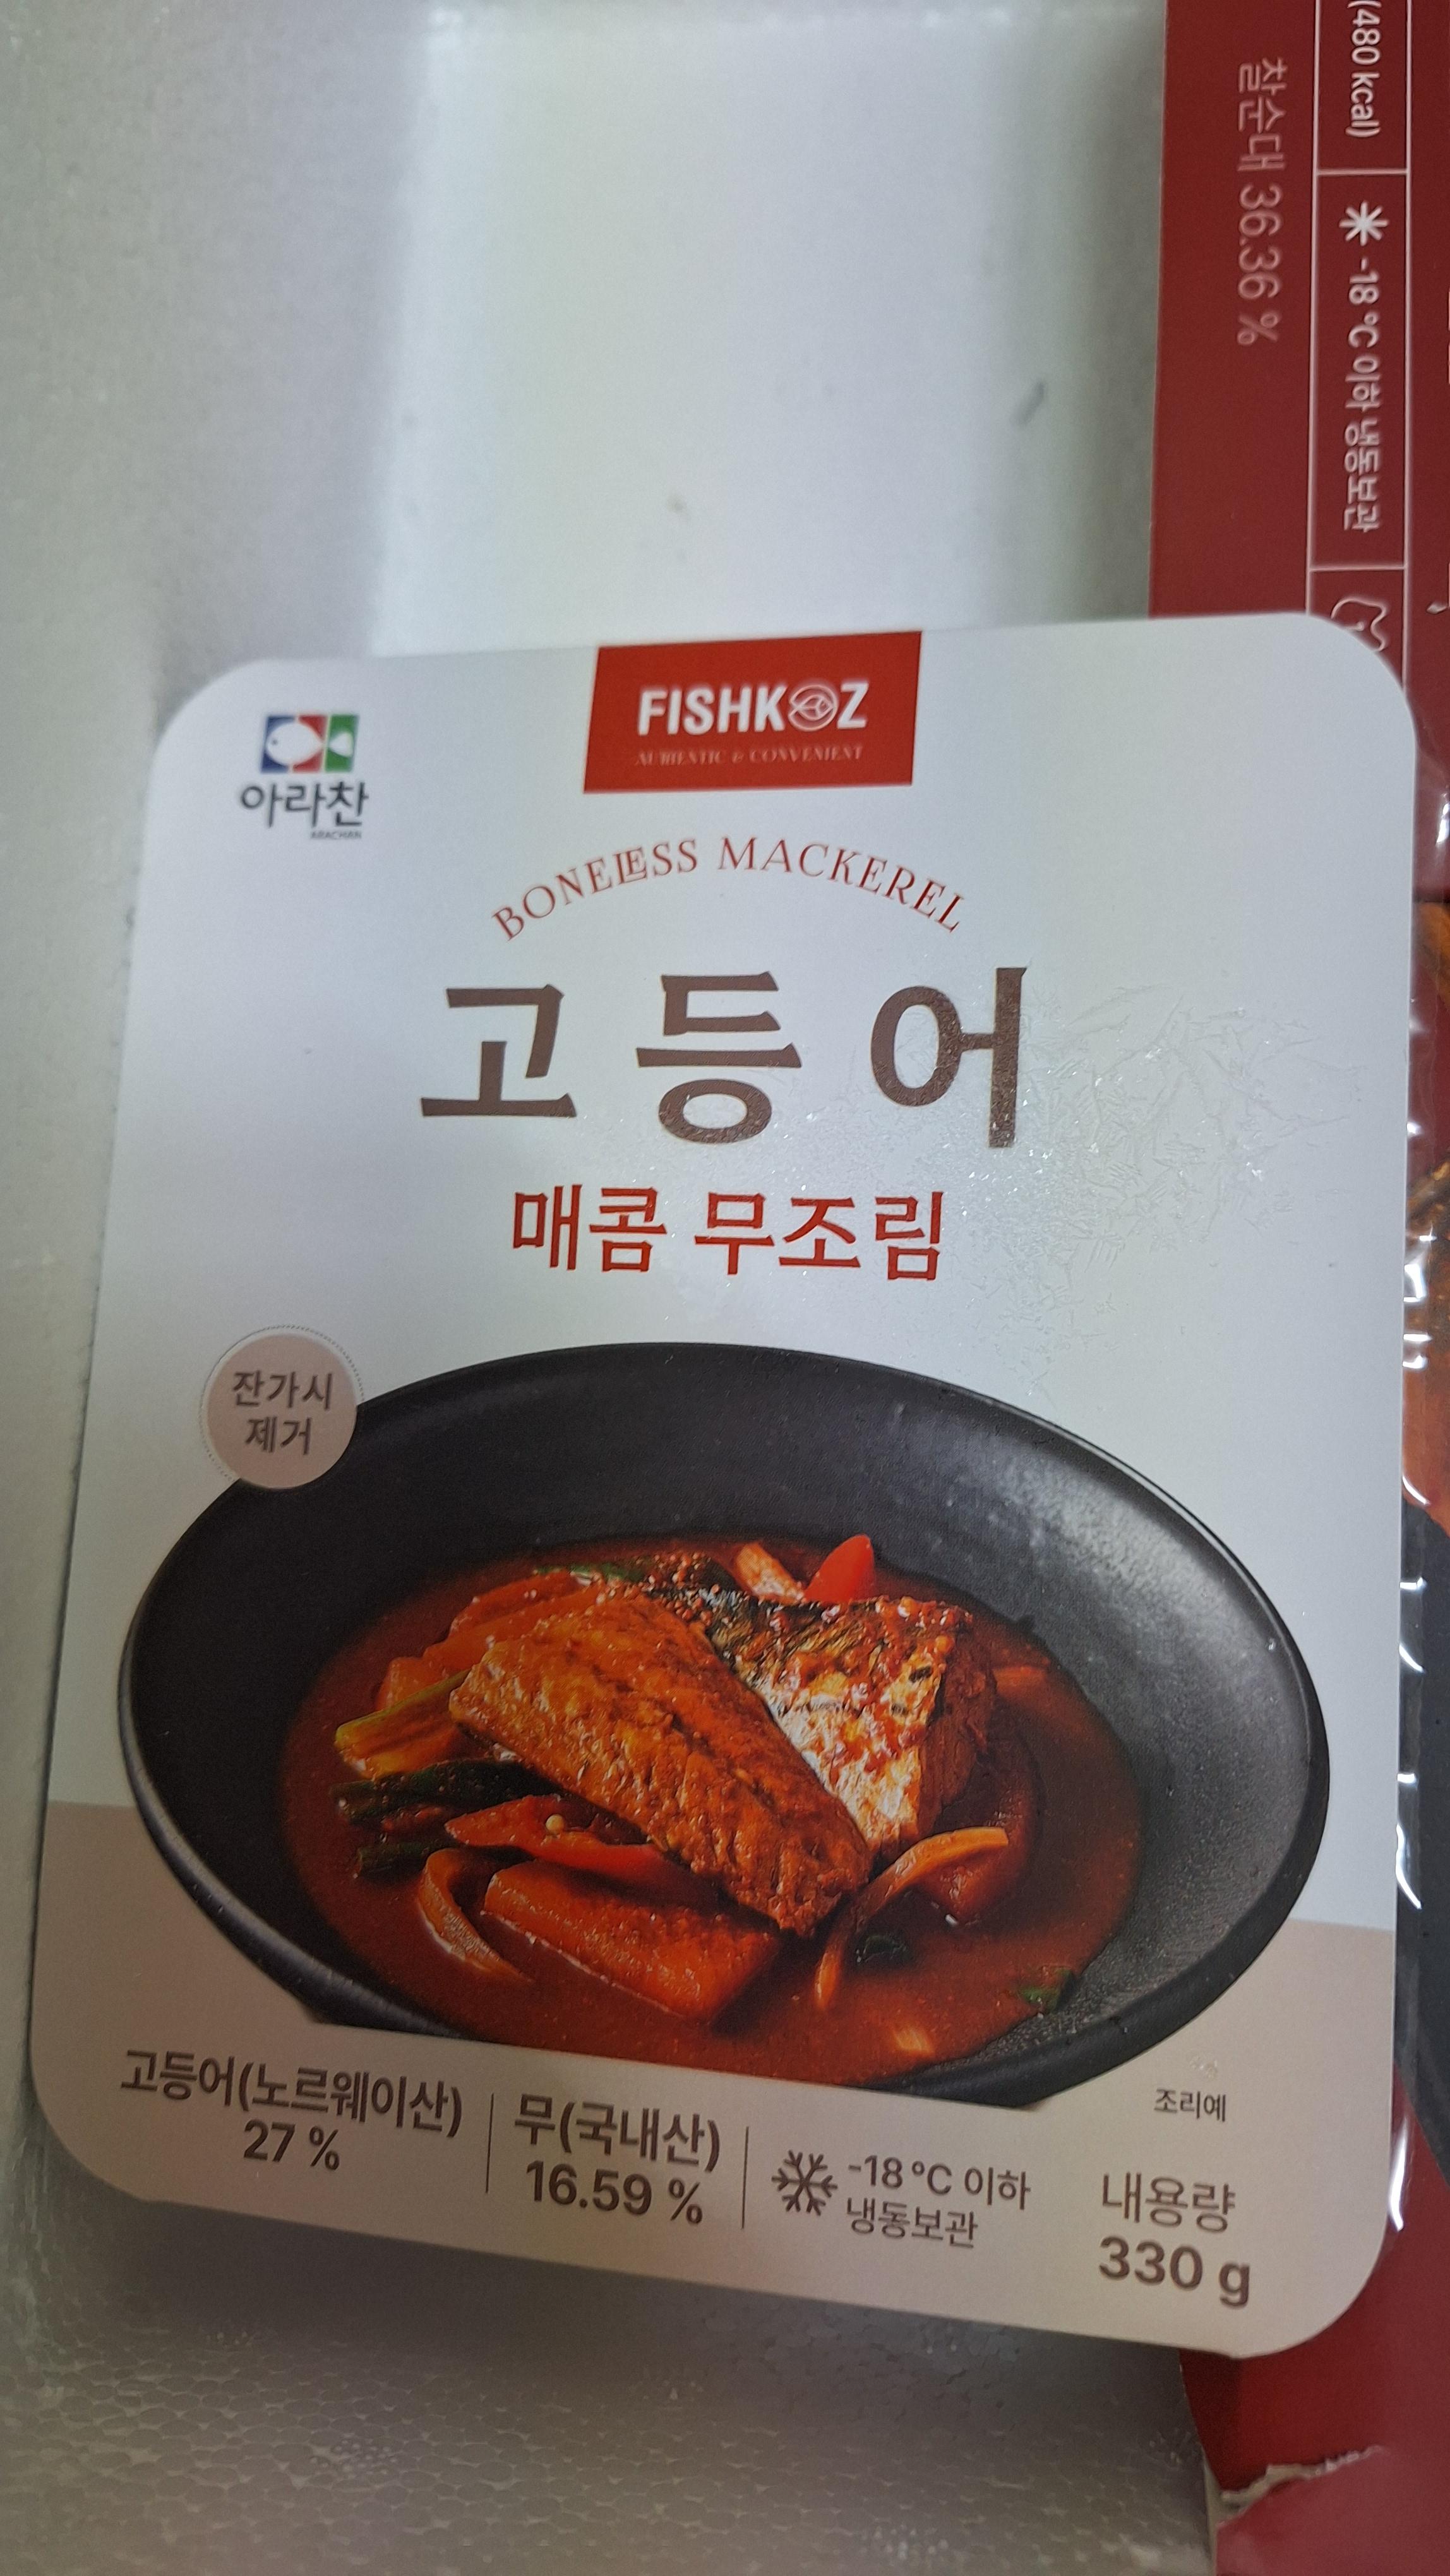 (480 kcal)
-18 ℃ 이하 냉동보관
찰순대 36.36 %
FISHKOZ
AUTHENTIC & CONVENIENT
아라찬
ARACHAN
BONELESS MACKEREL
고등어
매콤 무조림
잔가시
제거
조리예
고등어(노르웨이산)
27 %
무(국내산)
16.59 %
-18℃ 이하
냉동보관
내용량
330 g